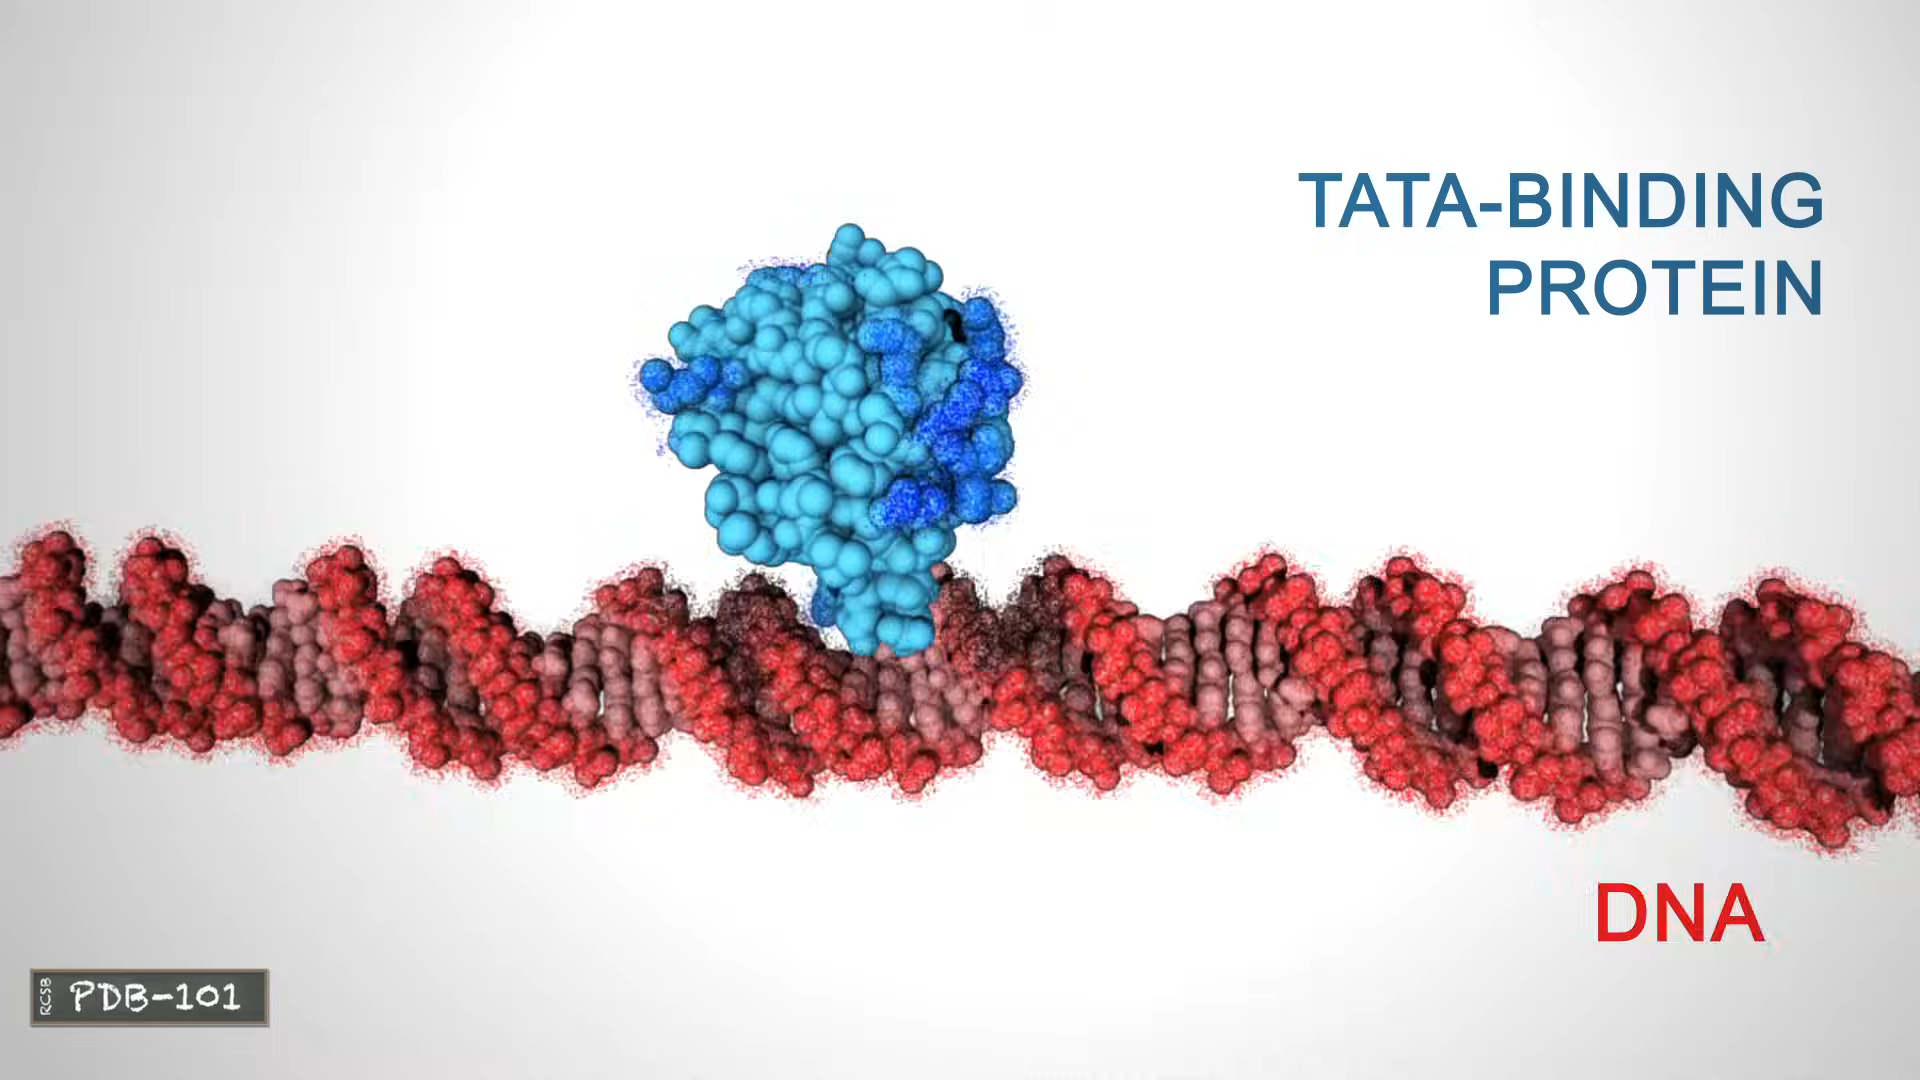 TATA-BINDING
PROTEIN
DNA
RCSB
PDB-101